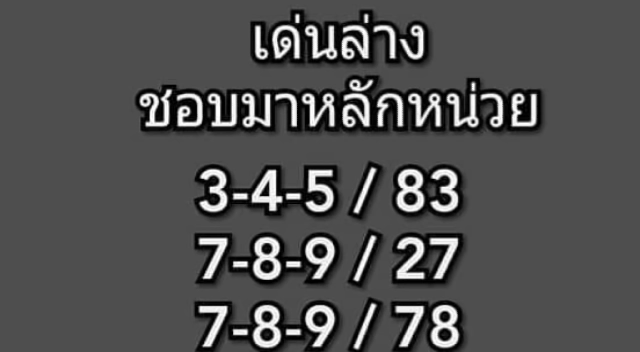 เด่นล่าง
ชอบมาหลักหน่วย
3-4-5 / 83
7-8-9 / 27
7-8-9 / 78